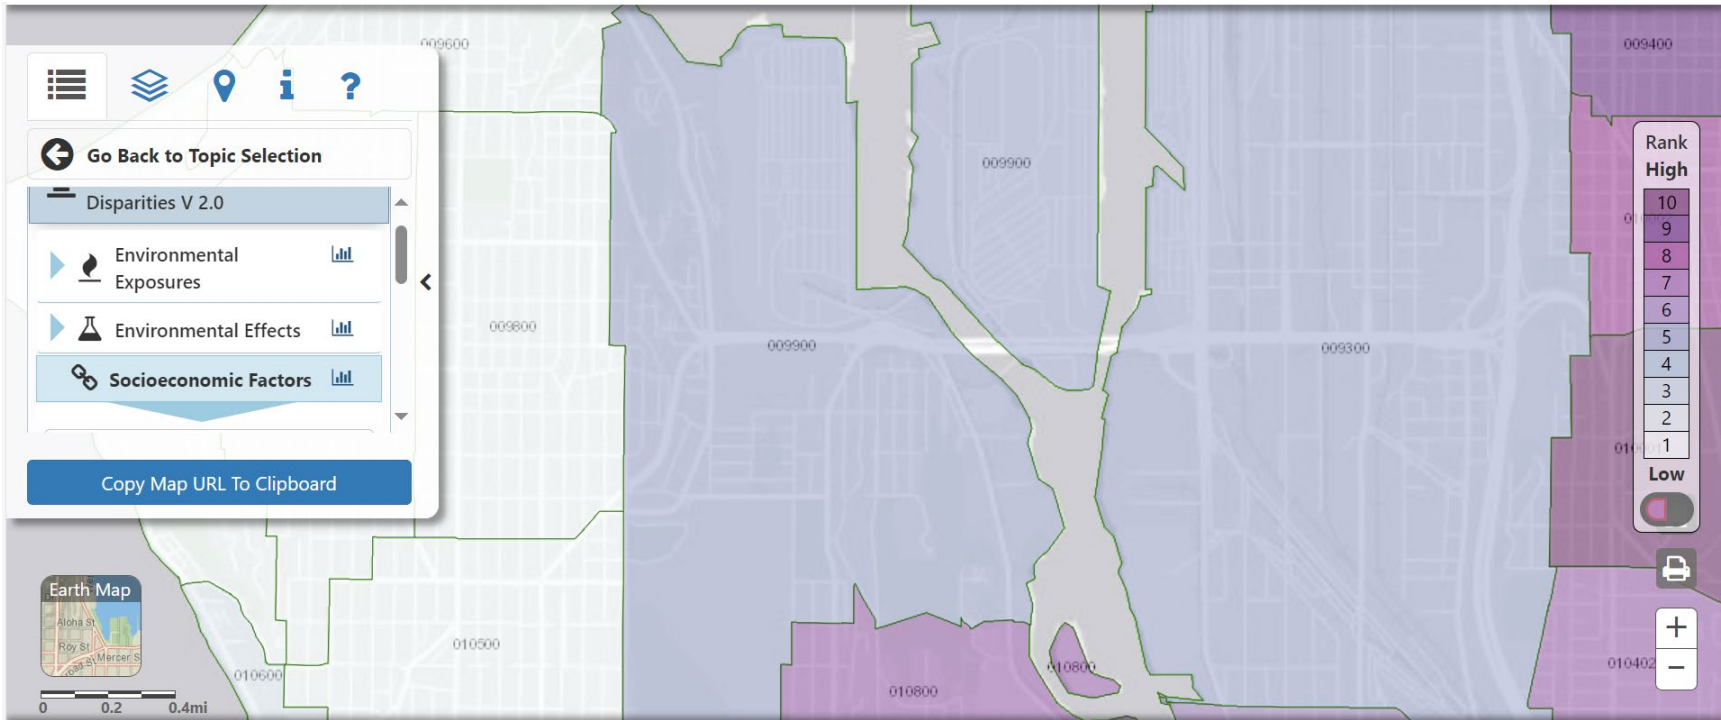 009600
009400
?
Go Back to Topic Selection
Disparities V 2.0
Environmental
Exposures
Environmental Effects
Socioeconomic Factors
Copy Map URL To Clipboard
009900
009800
009900
009300
Rank
High
10
9
8
7
6
5
4
3
2
1
Low
Earth Map
Aloha St
Roy St
Mercer S
010500
010600
010800
010800
010402
0
0.2
0.4mi
+
−